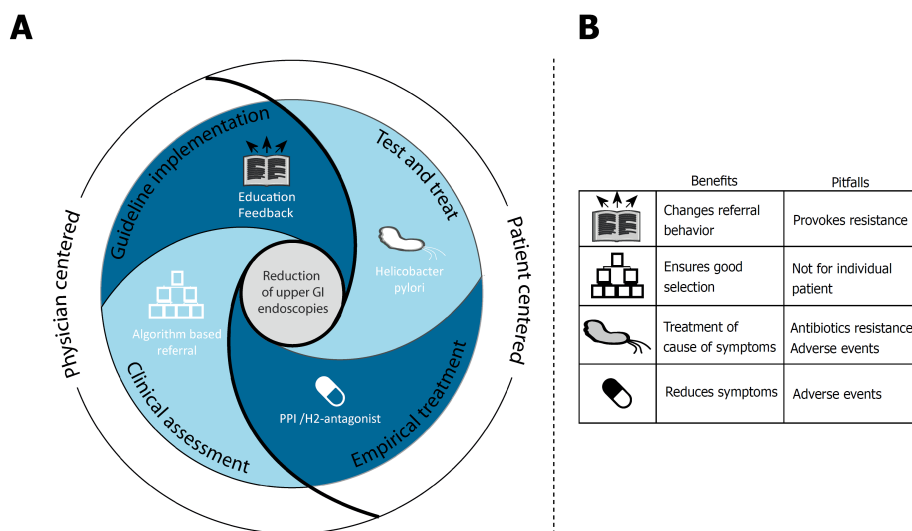 A
Physician centered
Patient centered
Guideline implementation
Education
Feedback
Test and treat
Helicobacter
pylori
Reduction
of upper GI
endoscopies
Algorithm based
referral
Clinical assessment
PPI /H2-antagonist
Empirical treatment
B
Benefits Pitfalls
Changes referral
behavior
Provokes resistance
Ensures good
selection
Not for individual
patient
Treatment of
cause of symptoms
Antibiotics resistance
Adverse events
Reduces symptoms
Adverse events